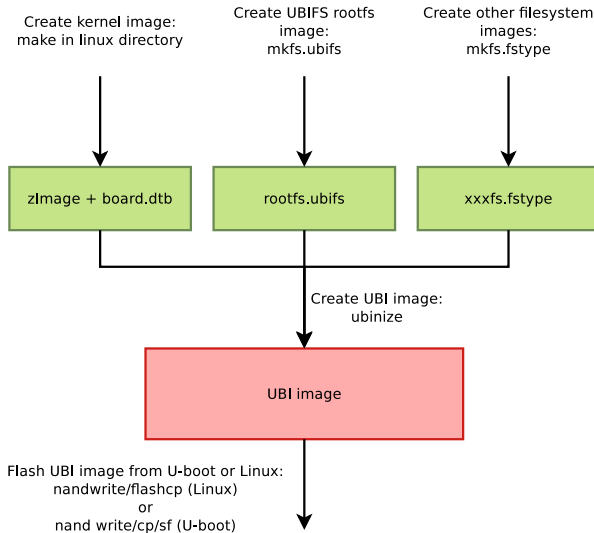 Create kernel image:
make in linux directory
Create UBIFS rootfs
image:
mkfs.ubifs
Create other filesystem
images:
mkfs.fstype
zImage + board.dtb
rootfs.ubifs
xxxfs.fstype
Create UBI image:
ubinize
UBI image
Flash UBI image from U-boot or Linux:
nandwrite/flashcp (Linux)
or
nand write/cp/sf (U-boot)